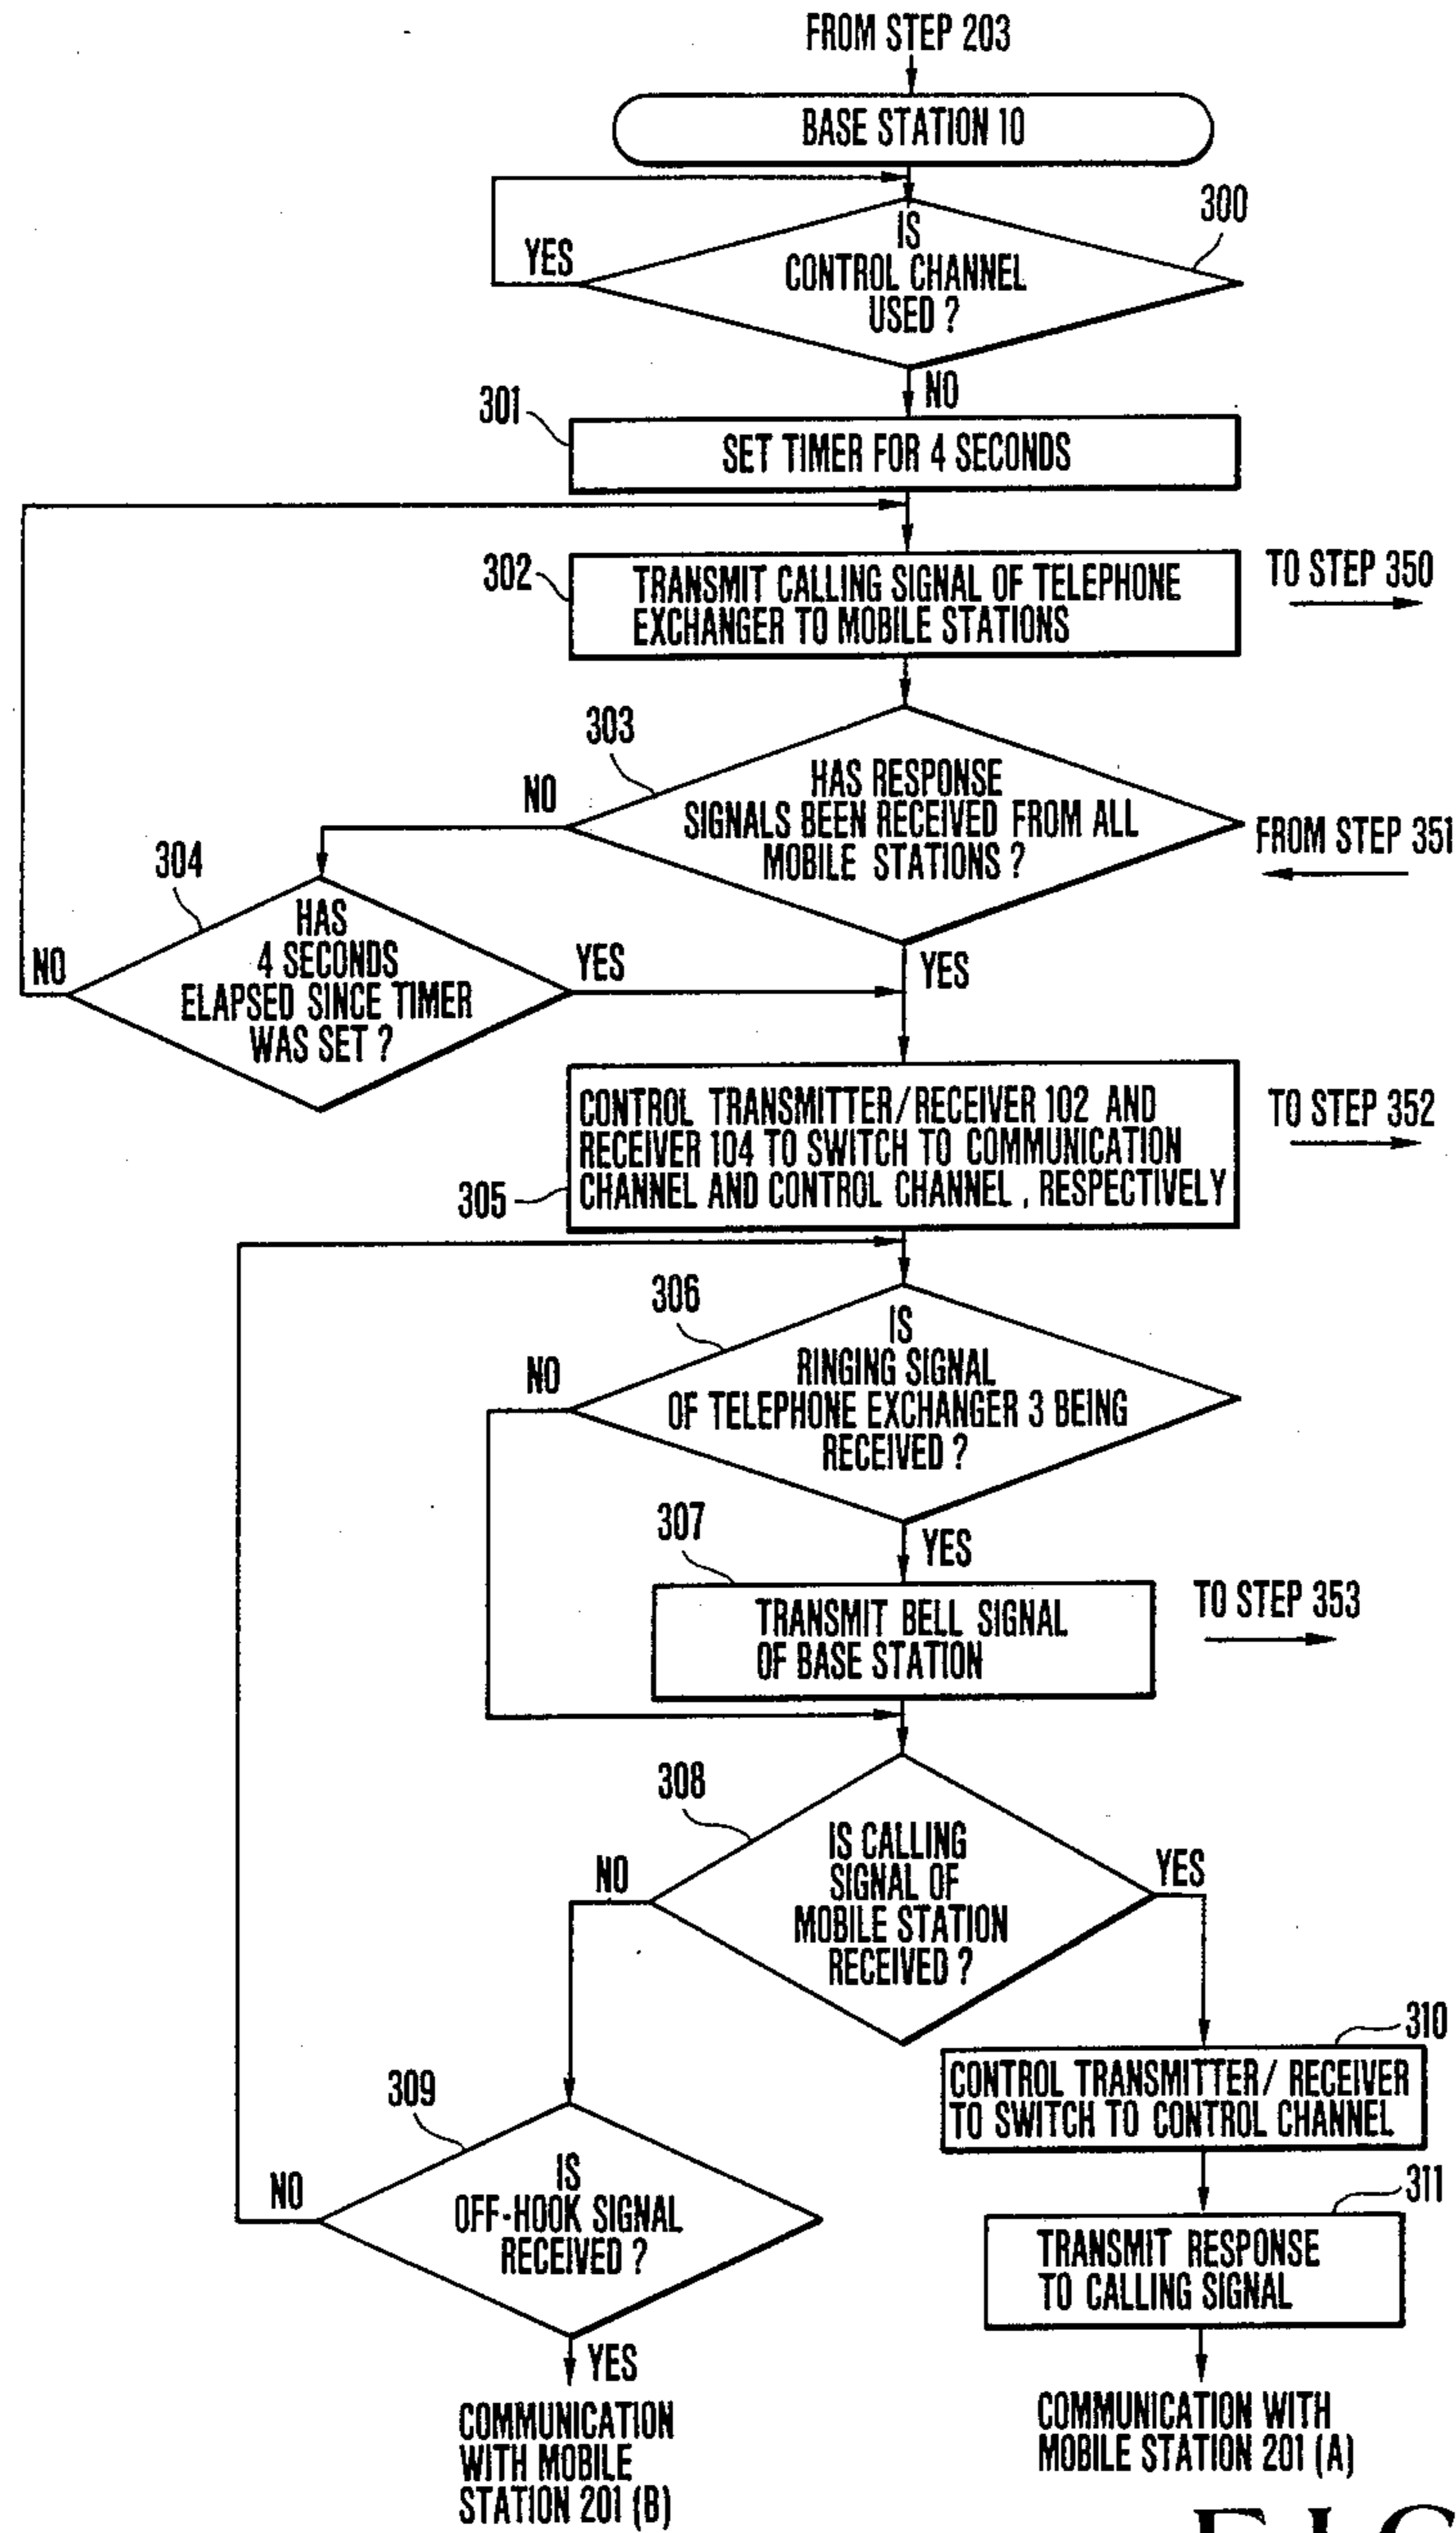 FROM STEP 203
BASE STATION 10
300
IS
CONTROL CHANNEL
USED ?
YES
NO
301
SET TIMER FOR 4 SECONDS
302
TRANSMIT CALLING SIGNAL OF TELEPHONE
EXCHANGER TO MOBILE STATIONS
TO STEP 350
303
NO
HAS RESPONSE
SIGNALS BEEN RECEIVED FROM ALL
MOBILE STATIONS ?
FROM STEP 351
304
HAS
4 SECONDS
ELAPSED SINCE TIMER
WAS SET ?
NO
YES
YES
CONTROL TRANSMITTER/RECEIVER 102 AND
RECEIVER 104 TO SWITCH TO COMMUNICATION
CHANNEL AND CONTROL CHANNEL , RESPECTIVELY
305
TO STEP 352
306
IS
RINGING SIGNAL
OF TELEPHONE EXCHANGER 3 BEING
RECEIVED ?
NO
YES
307
TRANSMIT BELL SIGNAL
OF BASE STATION
TO STEP 353
308
IS CALLING
SIGNAL OF
MOBILE STATION
RECEIVED ?
NO
YES
310
CONTROL TRANSMITTER/ RECEIVER
TO SWITCH TO CONTROL CHANNEL
309
IS
OFF-HOOK SIGNAL
RECEIVED ?
NO
311
TRANSMIT RESPONSE
TO CALLING SIGNAL
YES
COMMUNICATION
WITH MOBILE
STATION 201 (B)
COMMUNICATION WITH
MOBILE STATION 201 (A)